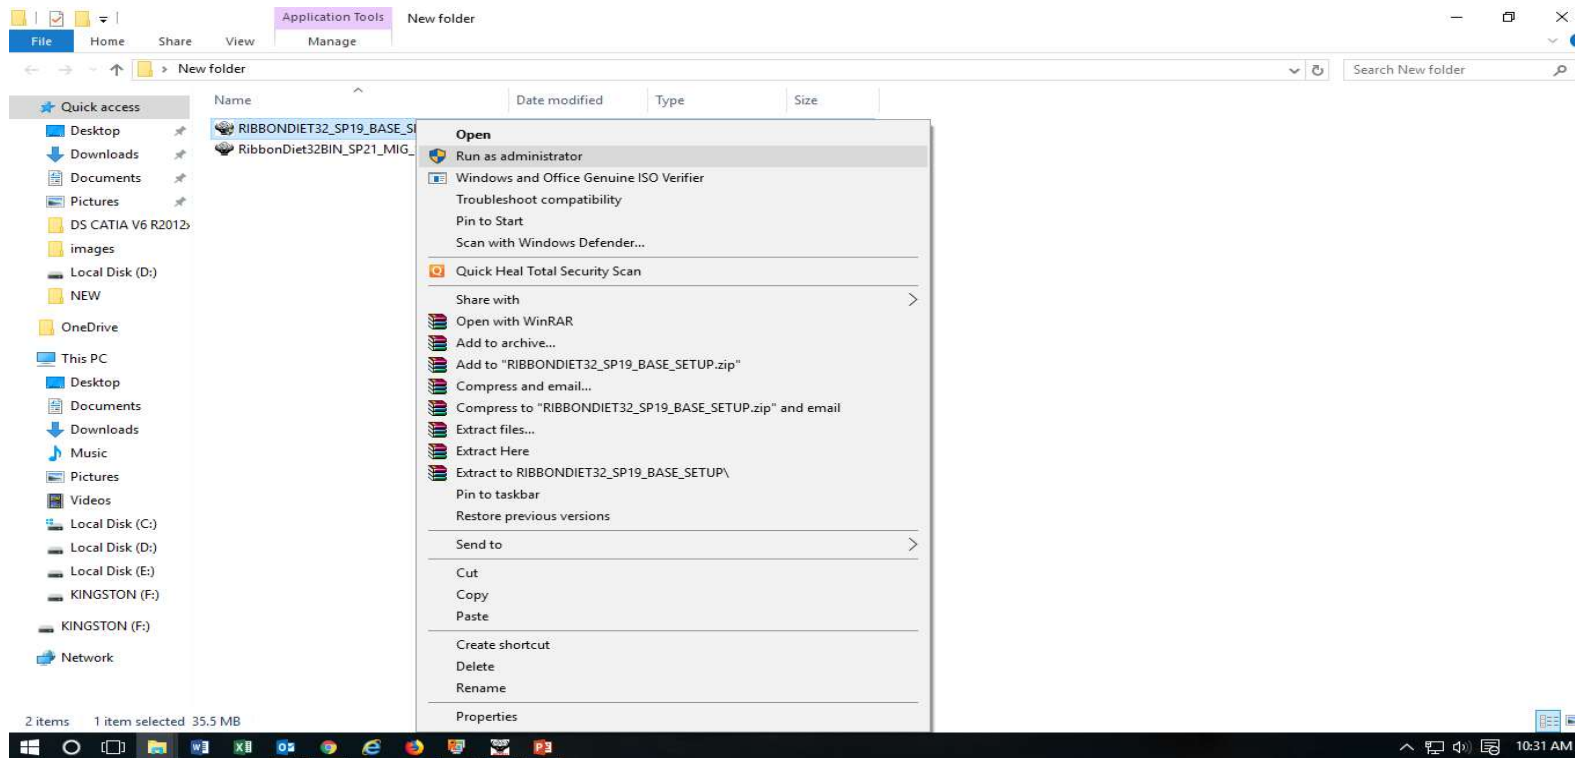 Application Tools
New folder
File
Home
Share
View
Manage
New folder
Search New folder
Name
Date modified
Type
Size
Quick access
Desktop
Downloads
Documents
Pictures
DS CATIA V6 R2012x
images
Local Disk (D:)
NEW
OneDrive
This PC
Desktop
Documents
Downloads
Music
Pictures
Videos
Local Disk (C:)
Local Disk (D:)
Local Disk (E:)
KINGSTON (F:)
KINGSTON (F:)
Network
RIBBONDIET32_SP19_BASE_SE
RibbonDiet32BIN_SP21_MIG_
Open
Run as administrator
Windows and Office Genuine ISO Verifier
Troubleshoot compatibility
Pin to Start
Scan with Windows Defender...
Quick Heal Total Security Scan
Share with
Open with WinRAR
Add to archive...
Add to "RIBBONDIET32_SP19_BASE_SETUP.zip"
Compress and email...
Compress to "RIBBONDIET32_SP19_BASE_SETUP.zip" and email
Extract files...
Extract Here
Extract to RIBBONDIET32_SP19_BASE_SETUP\
Pin to taskbar
Restore previous versions
Send to
Cut
Copy
Paste
Create shortcut
Delete
Rename
Properties
2 items 1 item selected 35.5 MB
10:31 AM